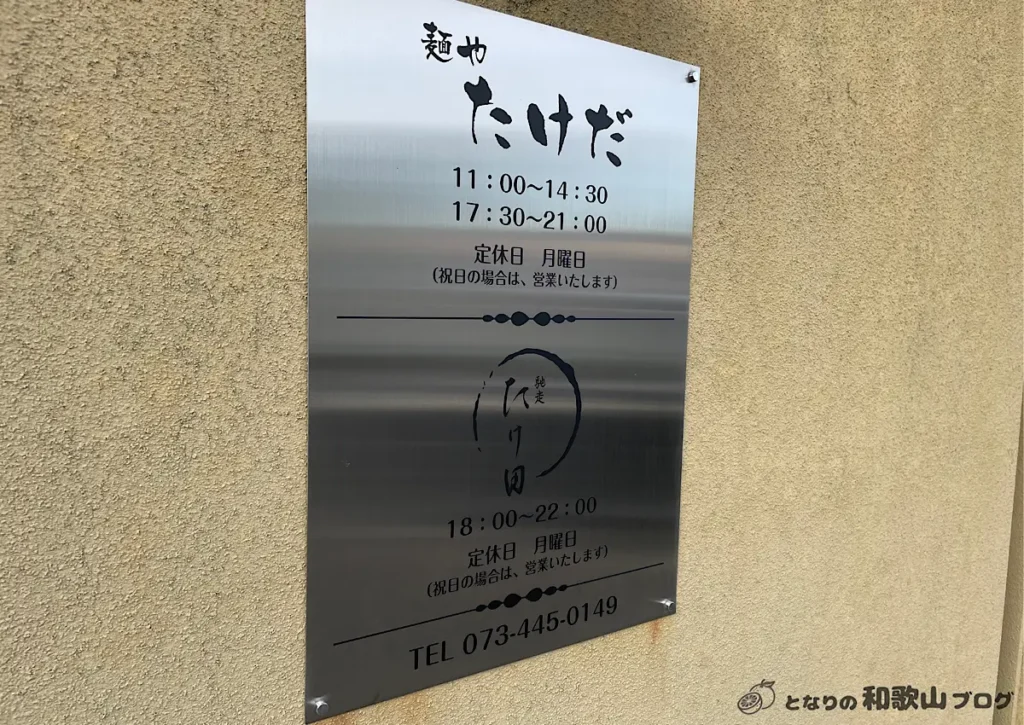 麺や
たけだ
11:00～14:30
17:30～21:00
定休日　月曜日
(祝日の場合は、営業いたします)
馳走
たけ田
18:00～22:00
定休日　月曜日
(祝日の場合は、営業いたします)
TEL 073-445-0149
となりの和歌山ブログ